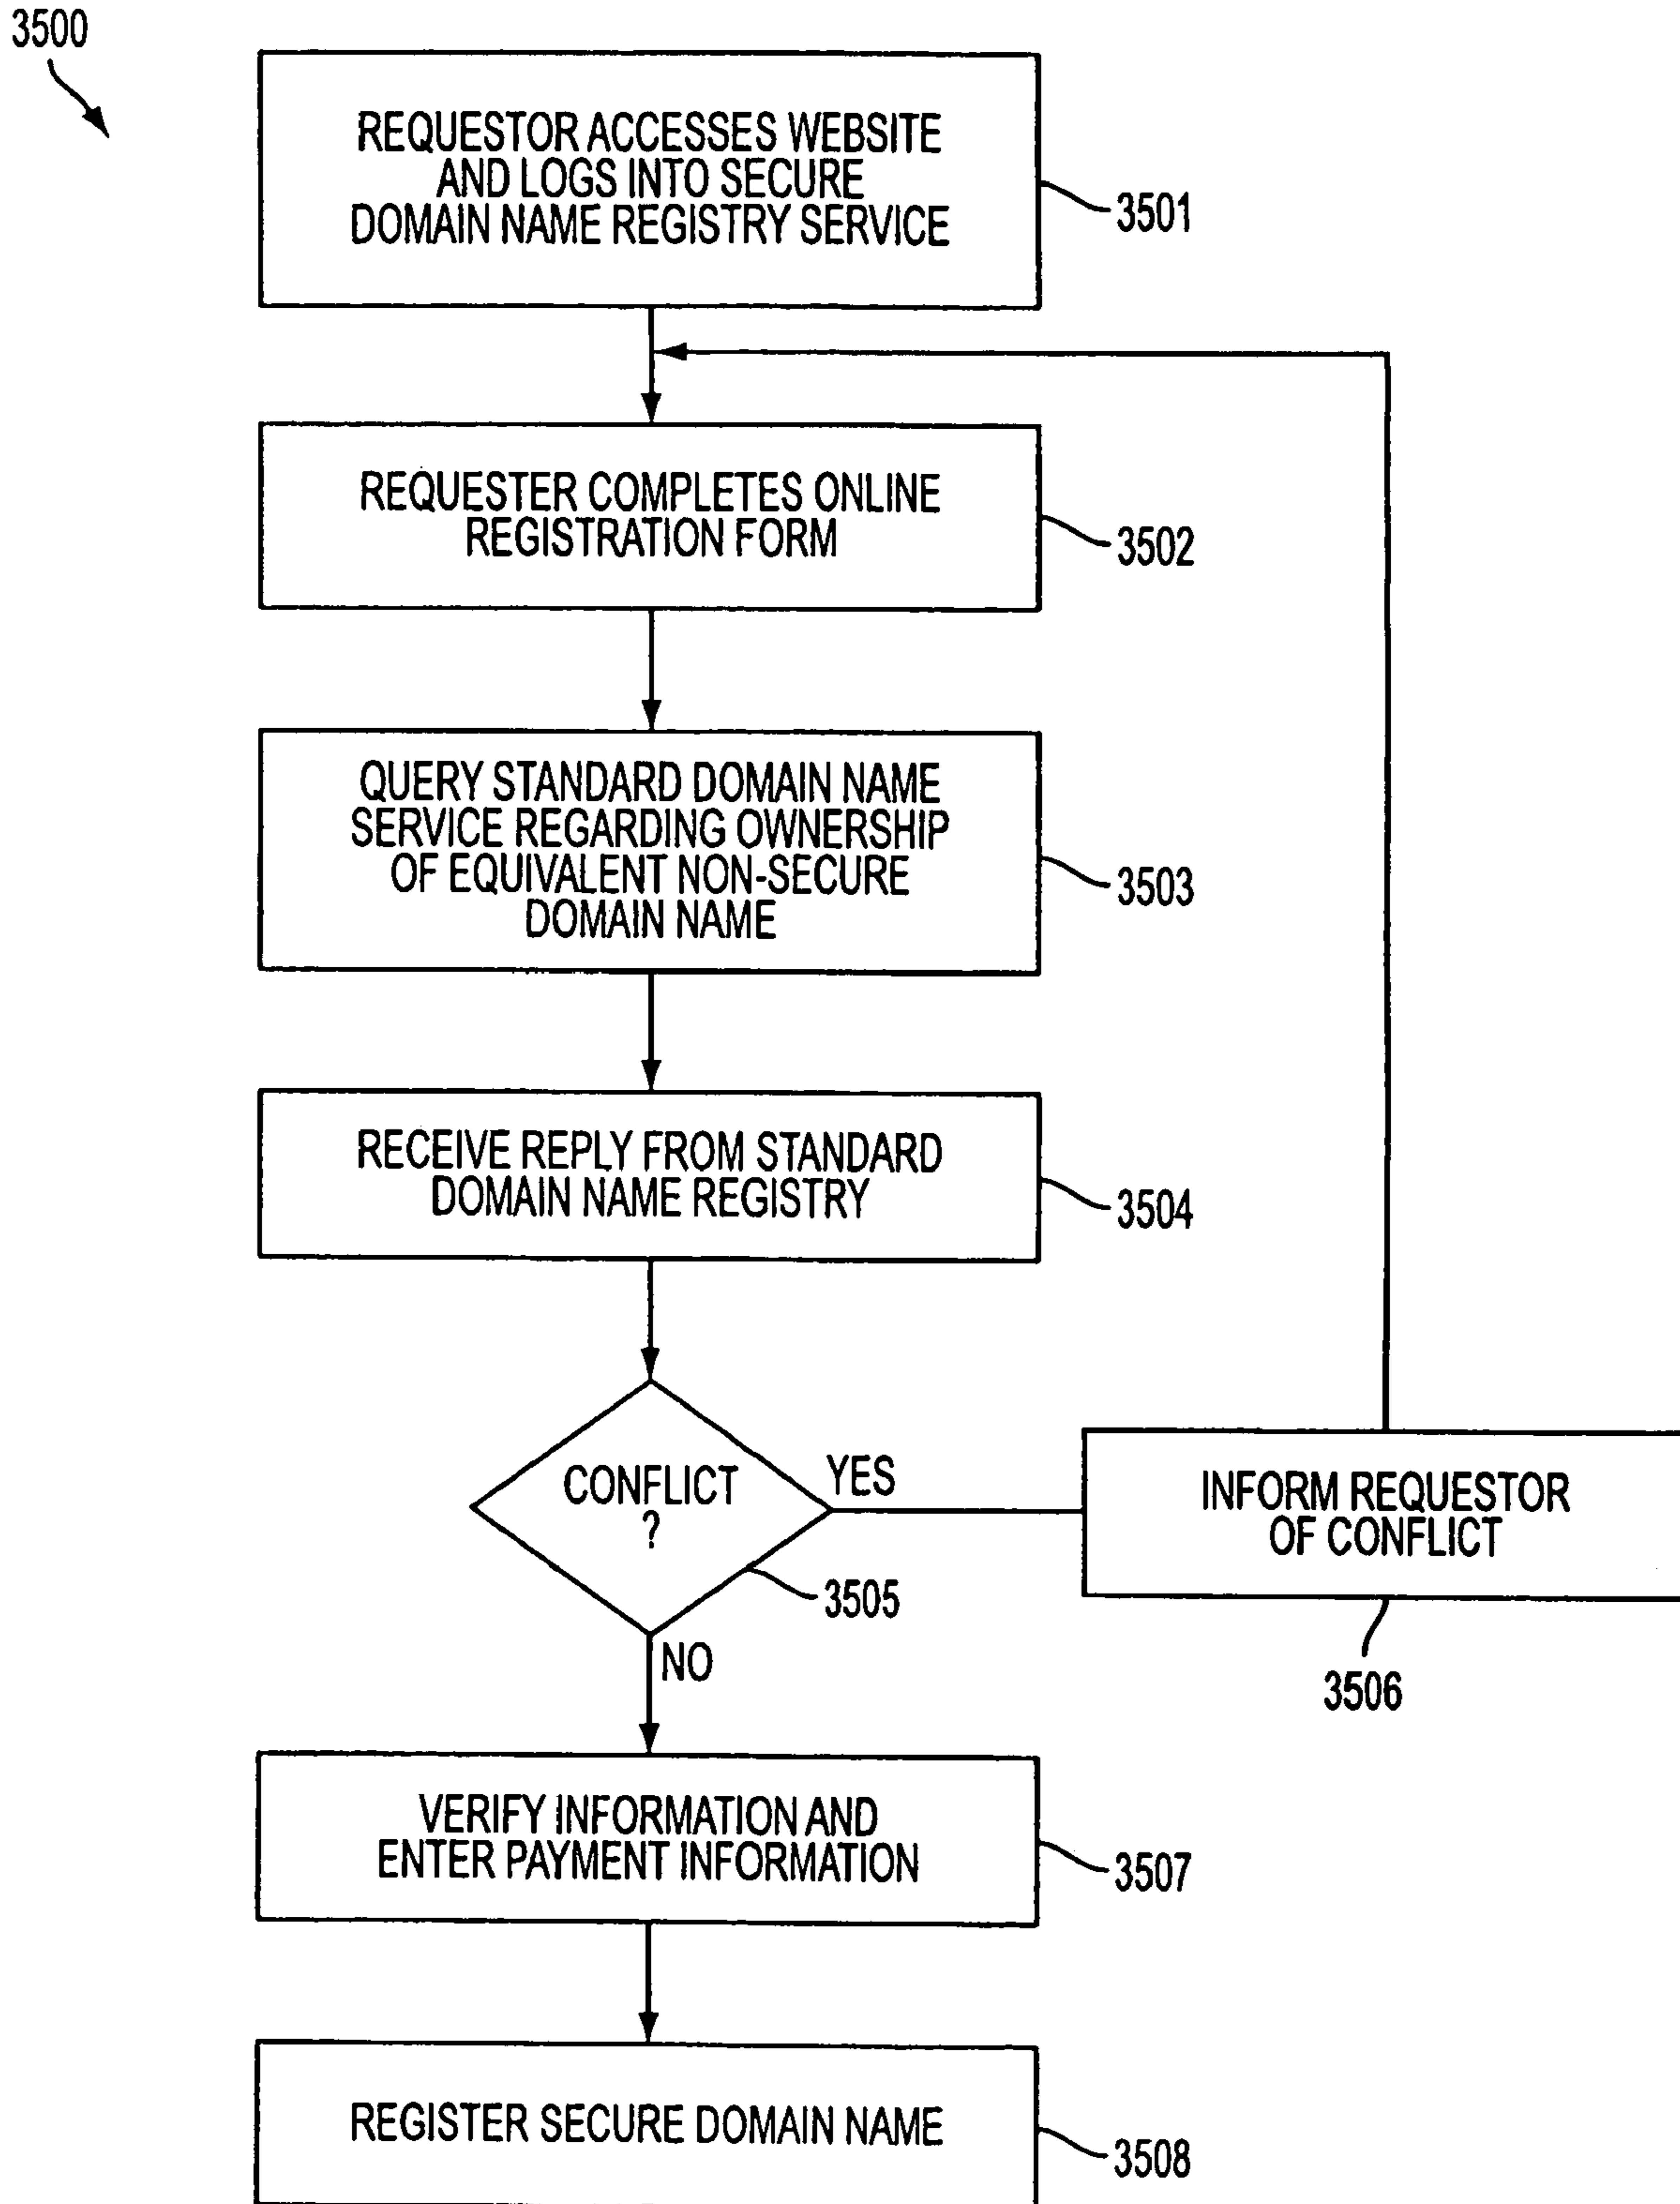 3500
REQUESTOR ACCESSES WEBSITE
AND LOGS INTO SECURE
DOMAIN NAME REGISTRY SERVICE
3501
REQUESTER COMPLETES ONLINE
REGISTRATION FORM
3502
QUERY STANDARD DOMAIN NAME
SERVICE REGARDING OWNERSHIP
OF EQUIVALENT NON-SECURE
DOMAIN NAME
3503
RECEIVE REPLY FROM STANDARD
DOMAIN NAME REGISTRY
3504
CONFLICT
?
YES
3505
NO
INFORM REQUESTOR
OF CONFLICT
3506
VERIFY INFORMATION AND
ENTER PAYMENT INFORMATION
3507
REGISTER SECURE DOMAIN NAME
3508